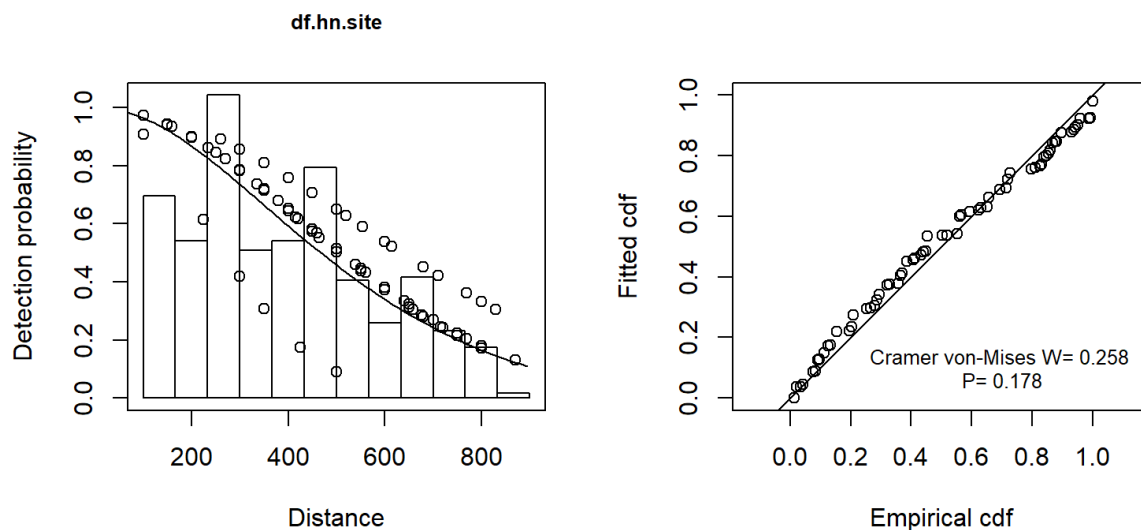 df.hn.site
Detection probability
1.0
0.8
0.6
0.4
0.2
0.0
200 400 600 800
Distance
Fitted cdf
1.0
0.8
0.6
0.4
0.2
0.0
Cramer von-Mises W= 0.258
P= 0.178
0.0 0.2 0.4 0.6 0.8 1.0
Empirical cdf